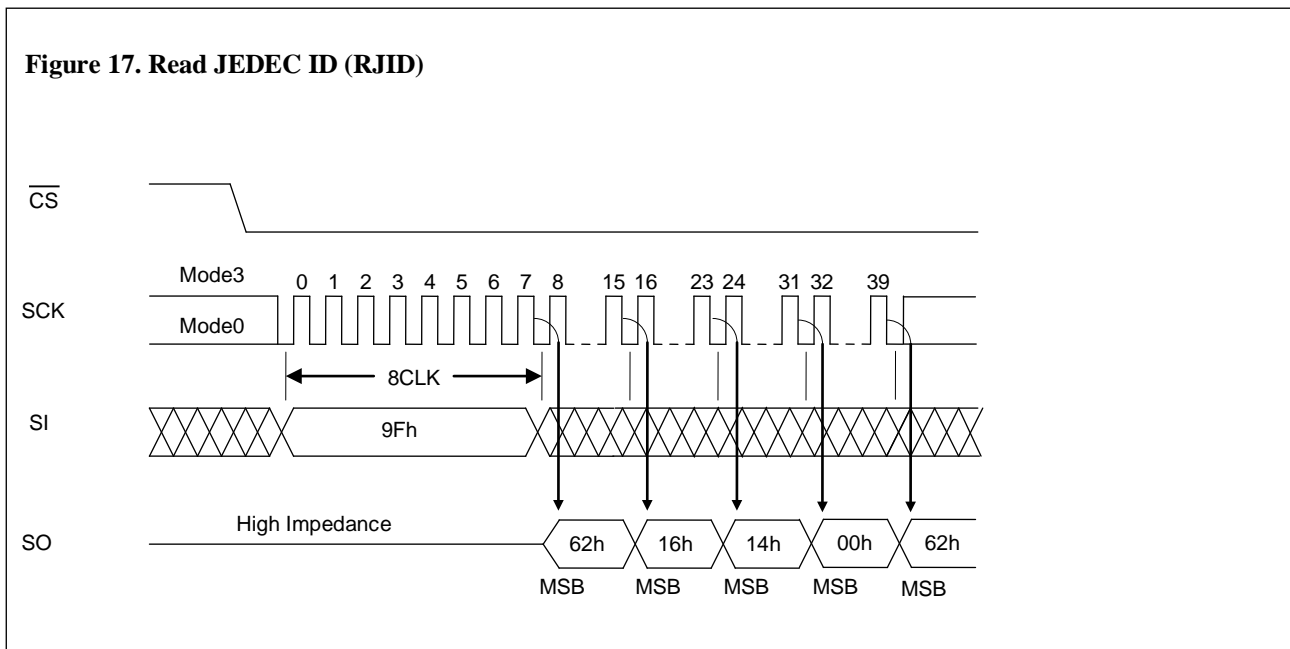 Figure 17. Read JEDEC ID (RJID)
CS
Mode3
0 1 2 3 4 5 6 7 8 15 16 23 24 31 32 39
SCK
Mode0
8CLK
SI
9Fh
High Impedance
SO
62h 16h 14h 00h 62h
MSB MSB MSB MSB MSB